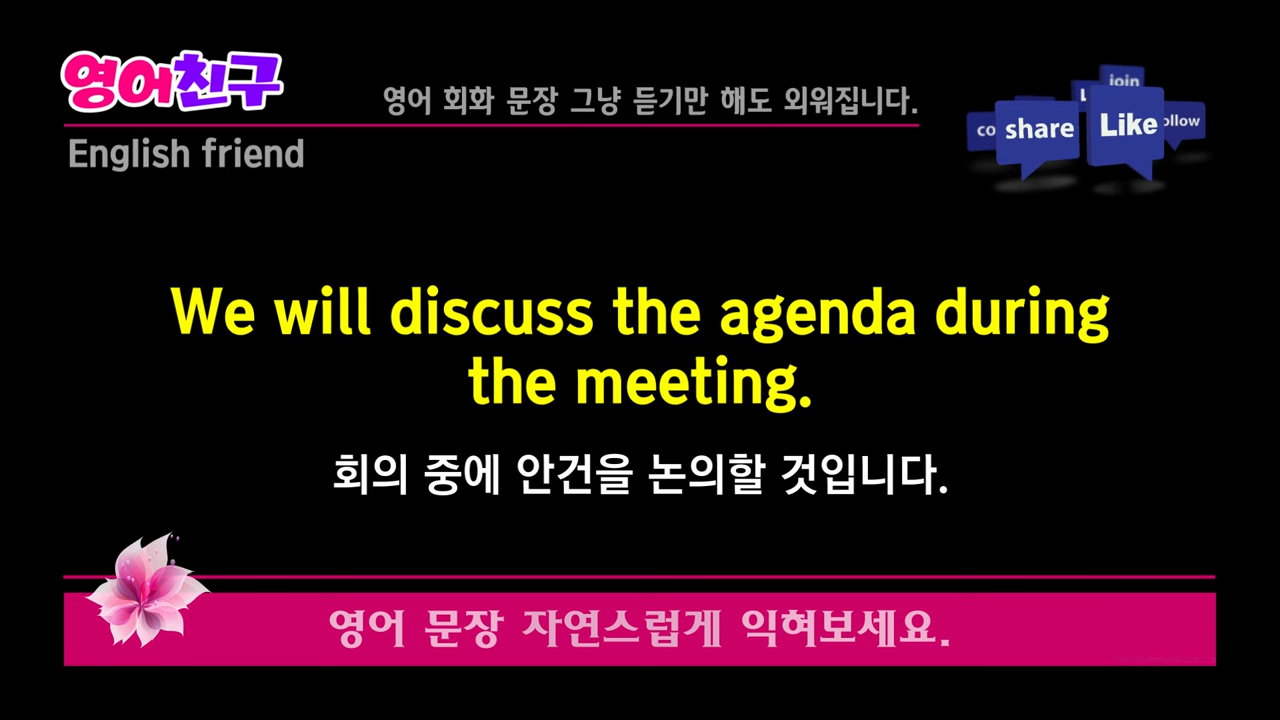 영어친구
영어 회화 문장 그냥 듣기만 해도 외워집니다.
English friend
join
share
Like
We will discuss the agenda during
the meeting.
회의 중에 안건을 논의할 것입니다.
영어 문장 자연스럽게 익혀보세요.